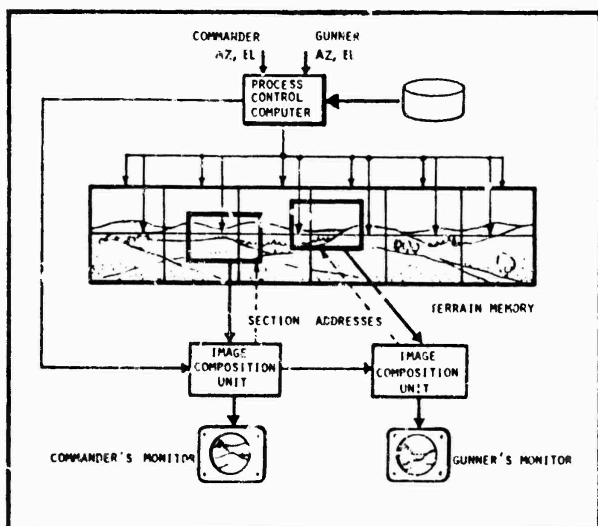 COMMANDER
AZ, EL
GUNNER
AZ, EL
PROCESS
CONTROL
COMPUTER
TERRAIN MEMORY
SECTION ADDRESSES
IMAGE
COMPOSITION
UNIT
IMAGE
COMPOSITION
UNIT
COMMANDER'S MONITOR
GUNNER'S MONITOR